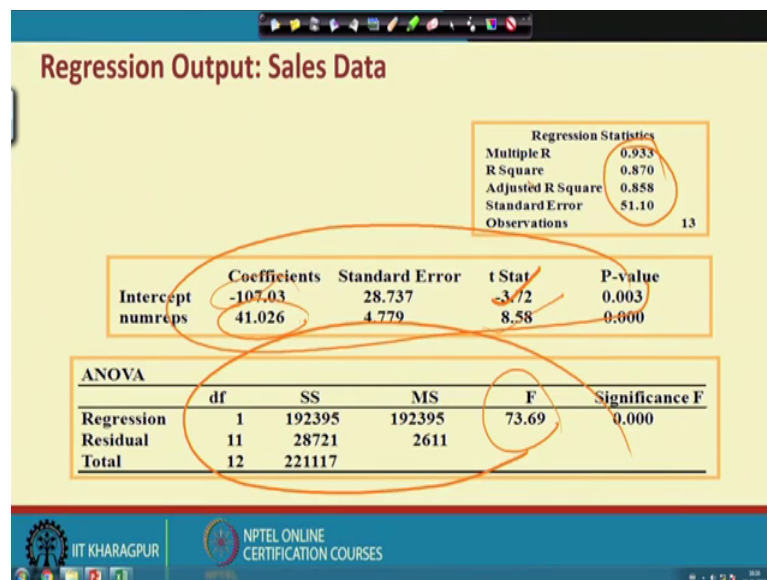 Regression Output: Sales Data
Regression Statistics
Multiple R 0.933
R Square 0.870
Adjusted R Square 0.858
Standard Error 51.10
Observations 13
Coefficients Standard Error t Stat P-value
Intercept -107.03 28.737 -3.72 0.003
numreps 41.026 4.779 8.58 0.000
ANOVA
df SS MS F Significance F
Regression 1 192395 192395 73.69 0.000
Residual 11 28721 2611
Total 12 221117
IIT KHARAGPUR
NPTEL ONLINE
CERTIFICATION COURSES